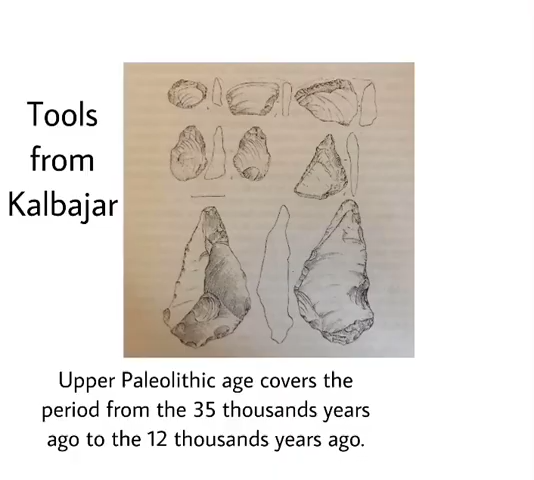 Tools
from
Kalbajar
Upper Paleolithic age covers the
period from the 35 thousands years
ago to the 12 thousands years ago.